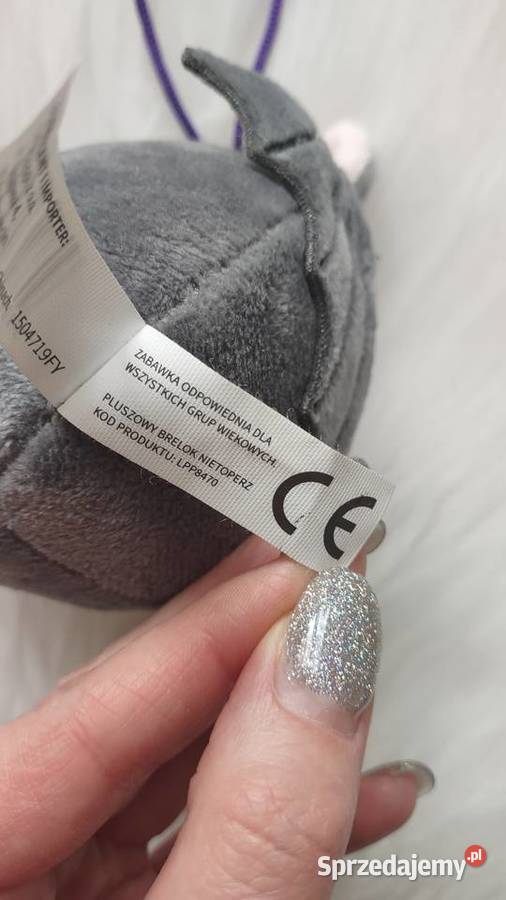 IMPORTER:
1504719FY
ZABAWKA ODPOWIEDNIA DLA
WSZYSTKICH GRUP WIEKOWYCH.
PLUSZOWY BRELOK NIETOPERZ
KOD PRODUKTU: LPP8470
CE
Sprzedajemy.pl